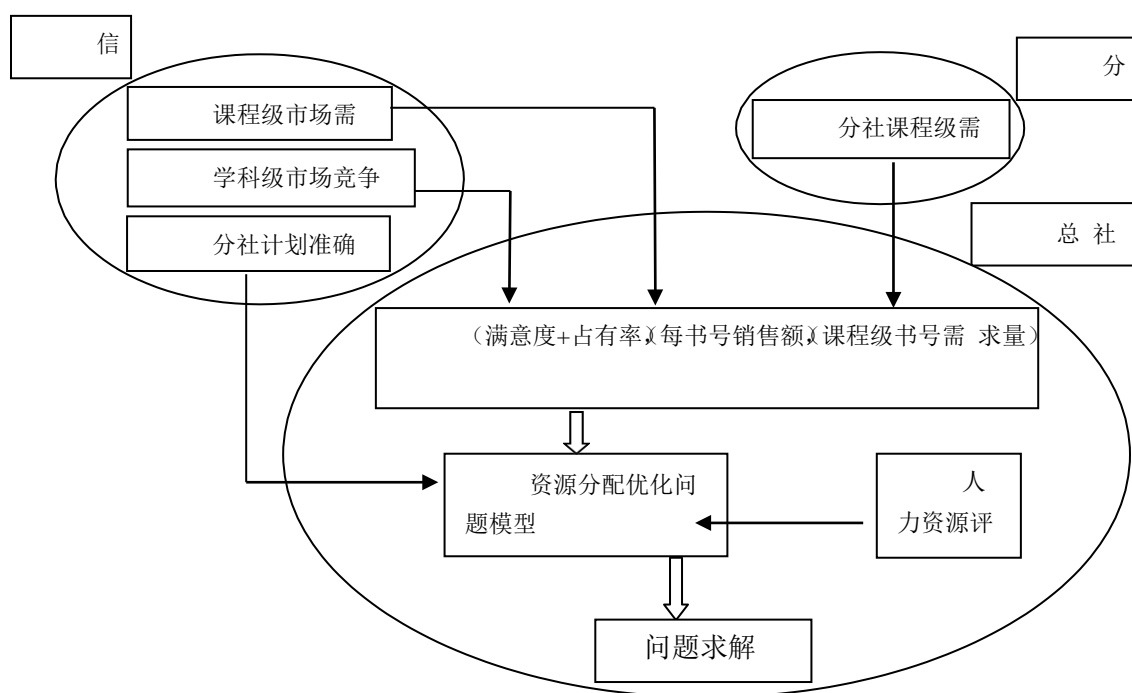 信
分
课程级市场需
分社课程级需
学科级市场竞争
总 社
分社计划准确
（满意度+占有率,）（每书号销售额,）（课程级书号需 求量）
资源分配优化问
题模型
人
力资源评
问题求解